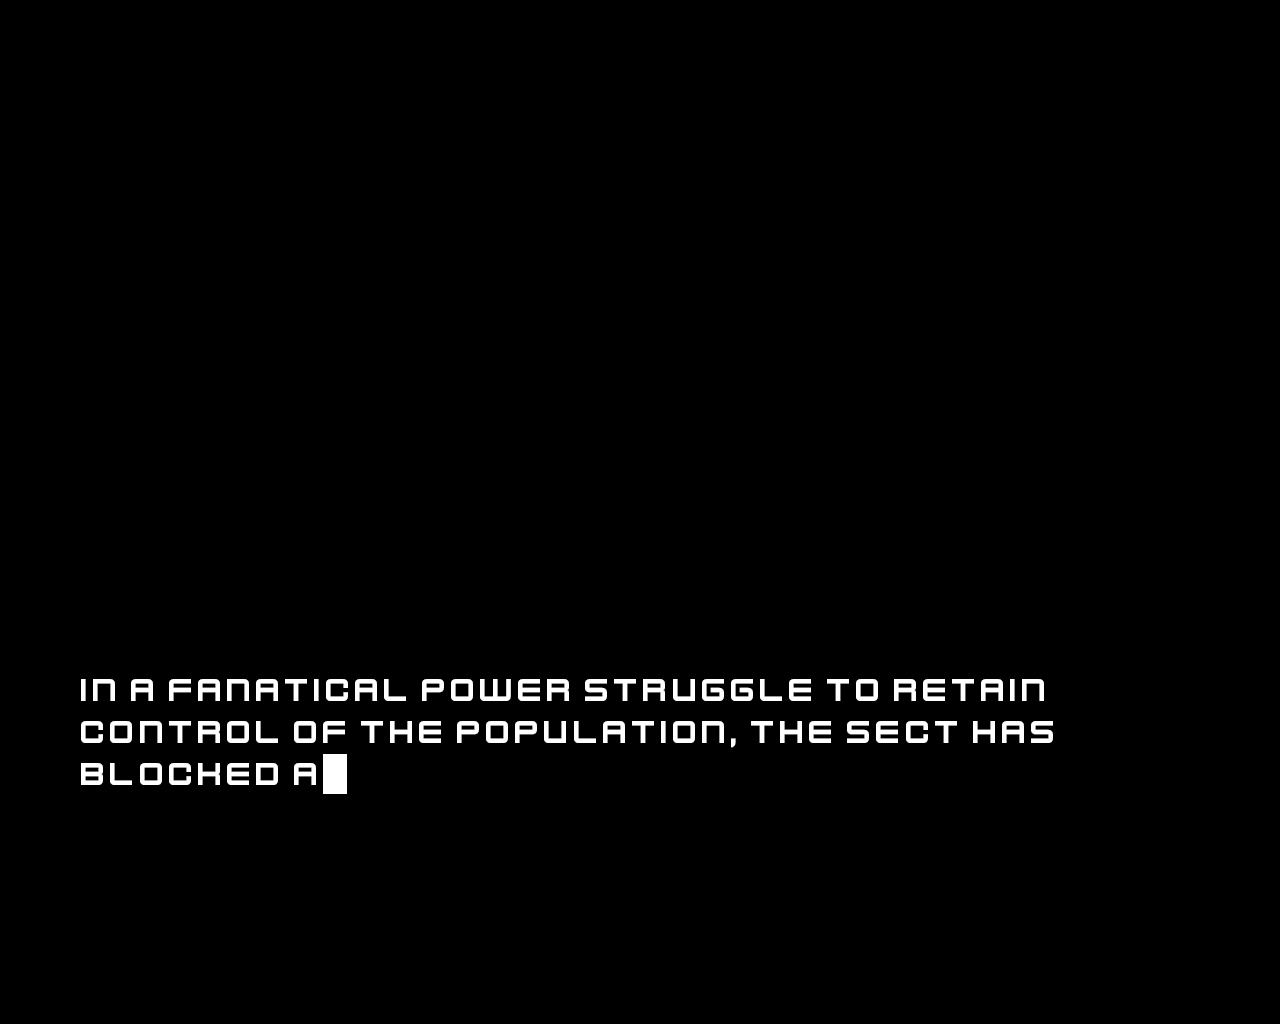 IN A FANATICAL POWER STRUGGLE TO RETAIN
CONTROL OF THE POPULATION, THE SECT HAS
BLOCKED A